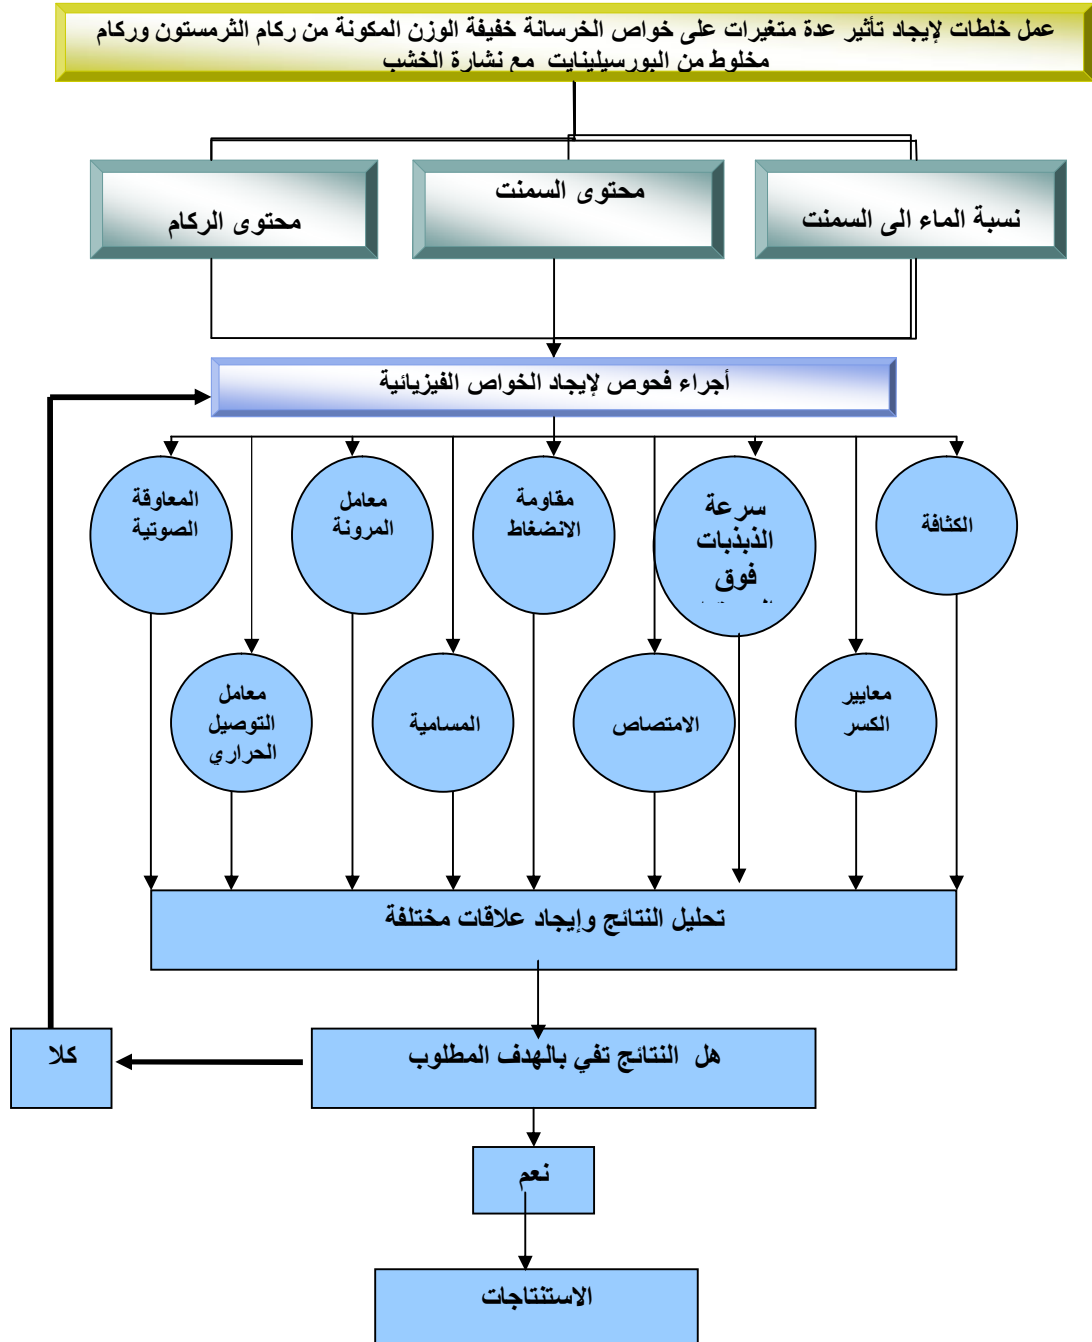 عمل خلطات لإيجاد تأثير عدة متغيرات على خواص الخرسانة خفيفة الوزن المكونة من ركام الثرمستون وركام
مخلوط من البورسيلينايت مع نشارة الخشب
نسبة الماء الى السمنت
محتوى السمنت
محتوى الركام
أجراء فحوص لإيجاد الخواص الفيزيائية
الكثافة
سرعة
الذبذبات
فوق
مقاومة
الانضغاط
معامل
المرونة
المعاوقة
الصوتية
معايير
الكسر
الامتصاص
المسامية
معامل
التوصيل
الحراري
تحليل النتائج وإيجاد علاقات مختلفة
هل النتائج تفي بالهدف المطلوب
كلا
نعم
الاستنتاجات